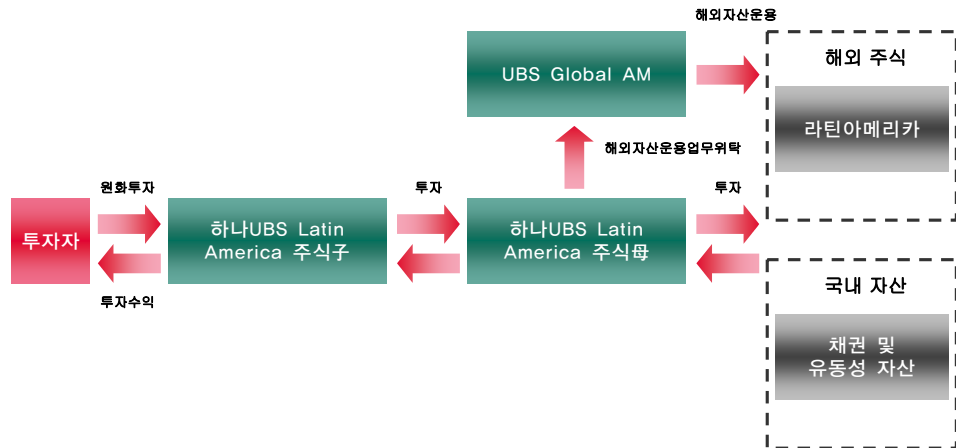 해외자산운용
UBS Global AM
해외 주식
라틴아메리카
해외자산운용업무위탁
원화투자
투자
투자
투자자
하나UBS Latin
America 주식子
하나UBS Latin
America 주식母
투자수익
국내 자산
채권 및
유동성 자산